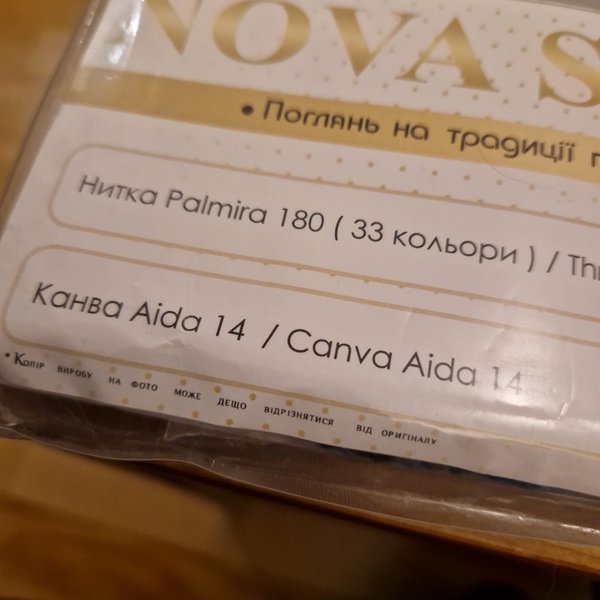 NOVA S
• Поглянь на традиції
Нитка Palmira 180 ( 33 кольори ) /
Канва Aida 14 / Canva Aida 14
• Колір виробу на фото може дещо відрізнятися від оригіналу